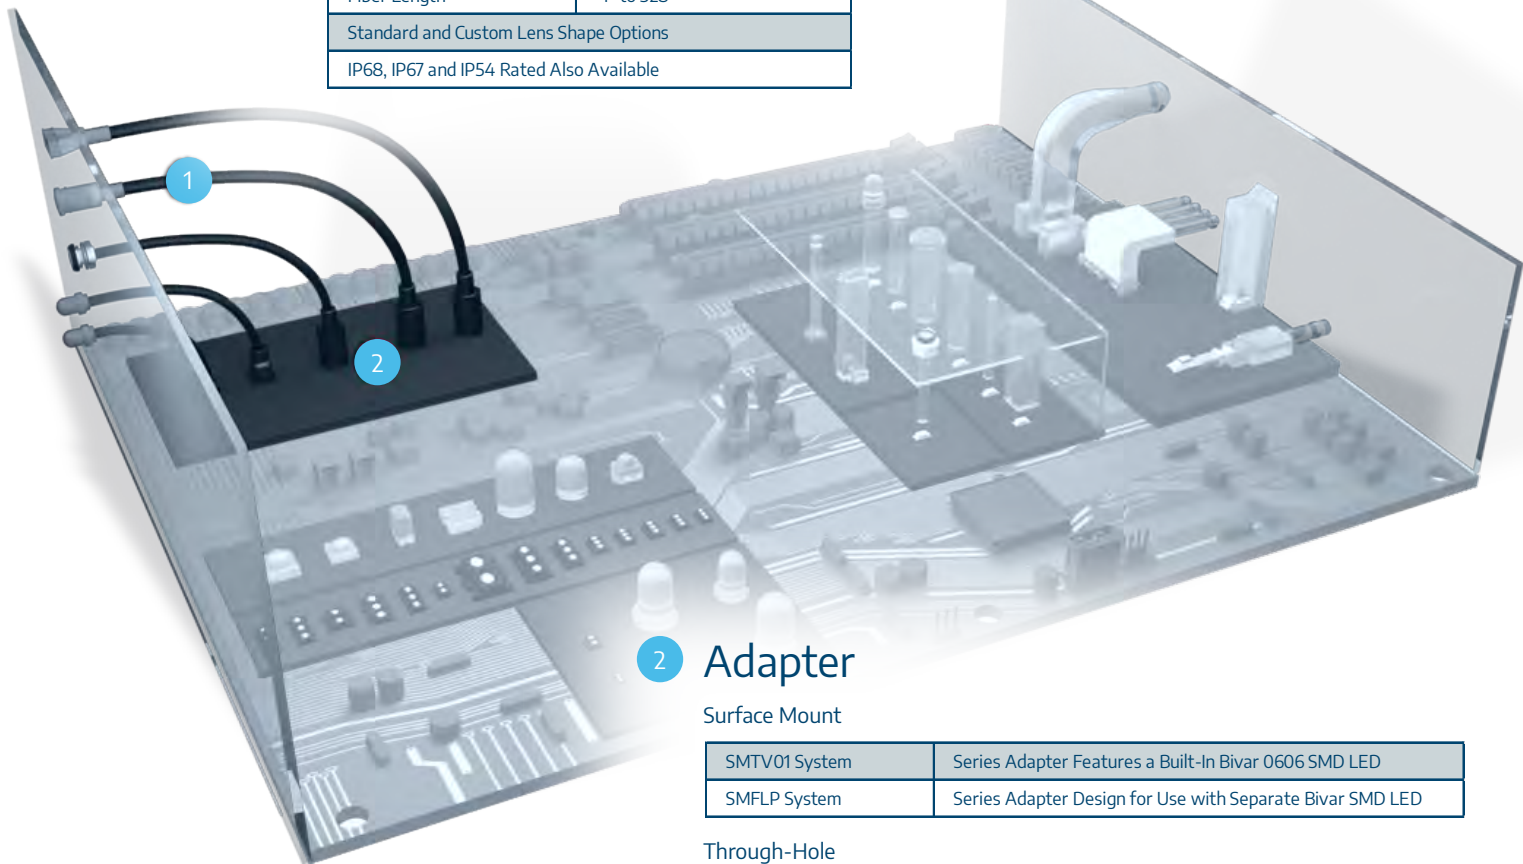 Standard and Custom Lens Shape Options
IP68, IP67 and IP54 Rated Also Available
1
2
2 Adapter
Surface Mount
SMTV01 System Series Adapter Features a Built-In Bivar 0606 SMD LED
SMFLP System Series Adapter Design for Use with Separate Bivar SMD LED
Through-Hole